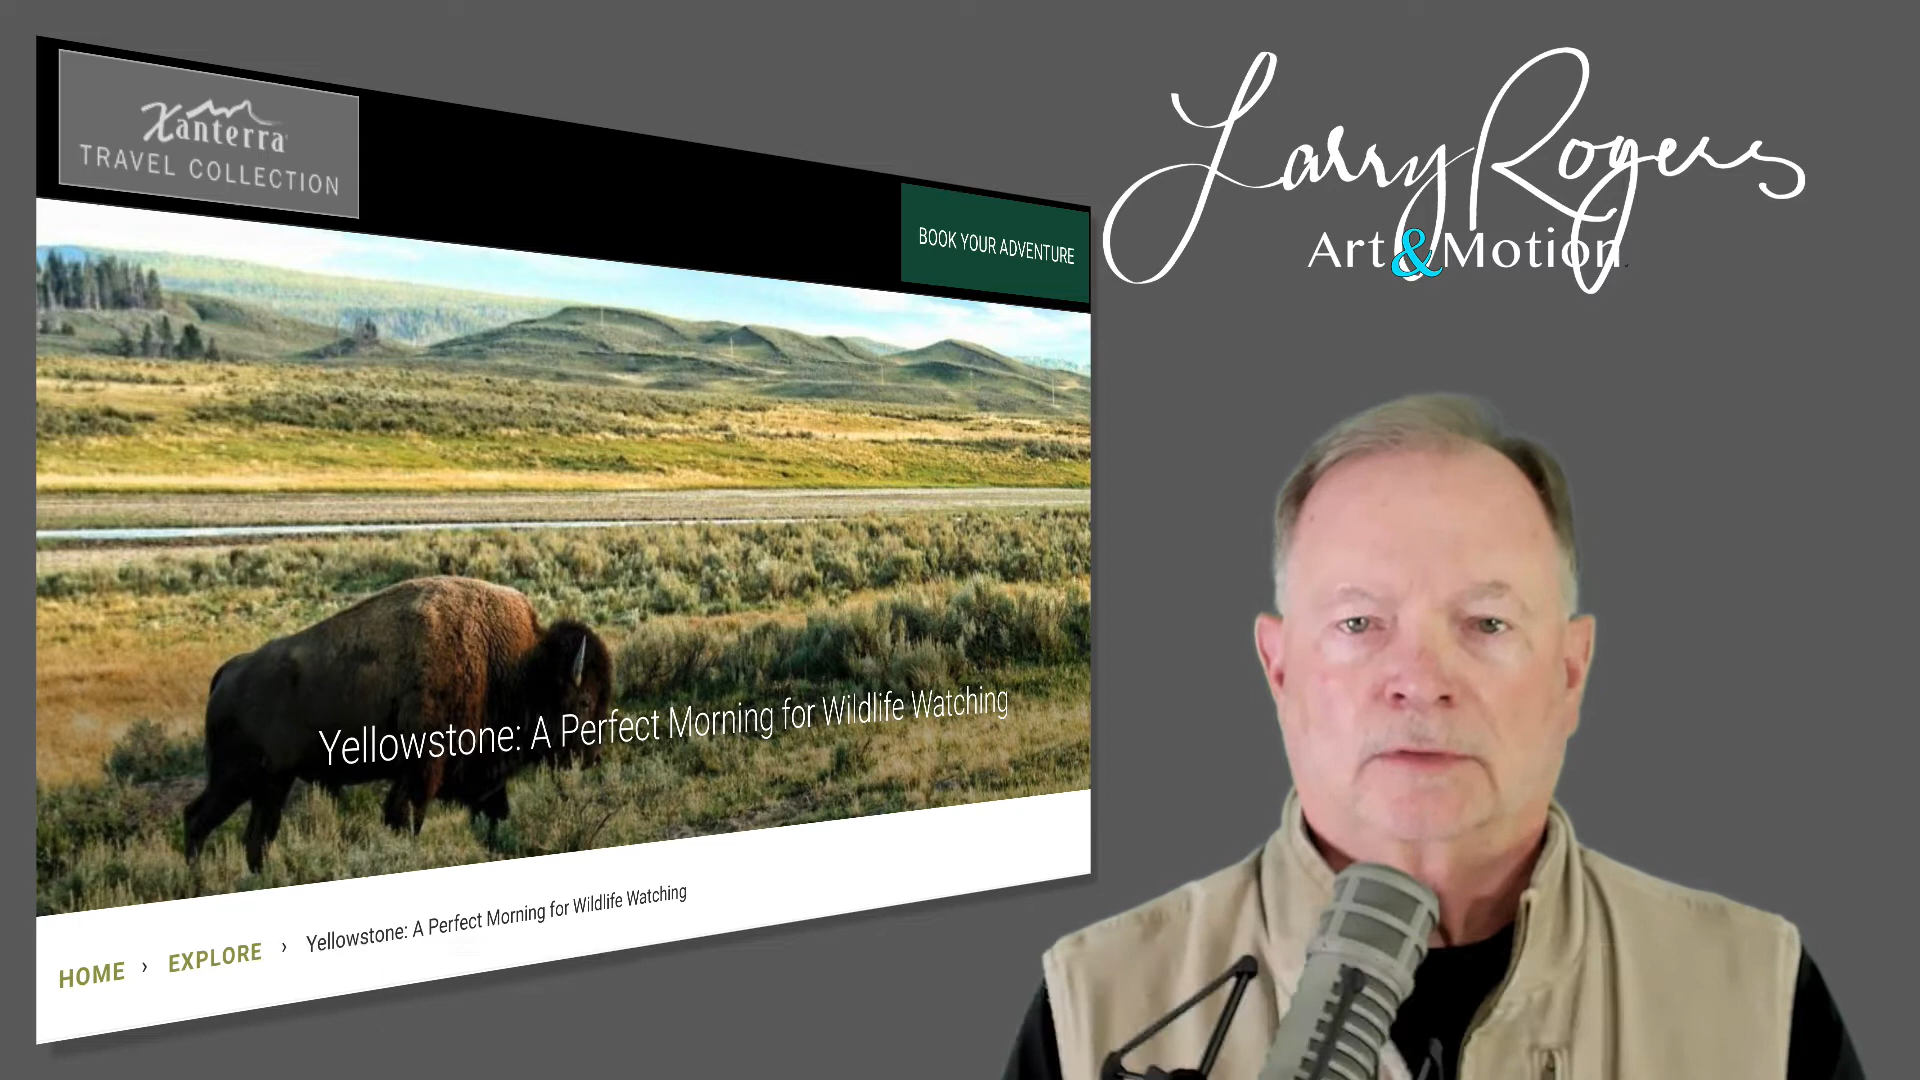 Xanterra
TRAVEL COLLECTION
BOOK YOUR ADVENTURE
Yellowstone: A Perfect Morning for Wildlife Watching
HOME › EXPLORE › Yellowstone: A Perfect Morning for Wildlife Watching
Larry Rogers
Art&Motion